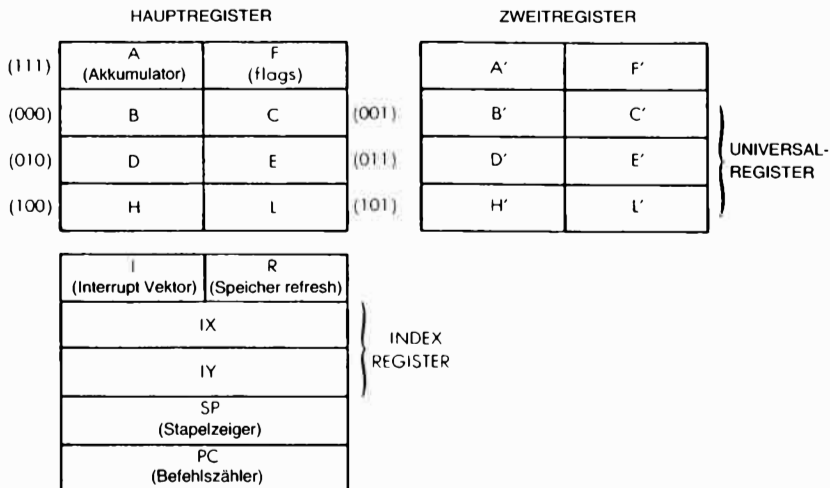 HAUPTREGISTER ZWEITREGISTER
(111) A (Akkumulator) F (flags) A′ F′
(000) B C (001) B′ C′
(010) D E (011) D′ E′
(100) H L (101) H′ L′
UNIVERSAL-
REGISTER
I (Interrupt Vektor) R (Speicher refresh)
IX
INDEX
REGISTER
IY
SP
(Stapelzeiger)
PC
(Befehlszähler)